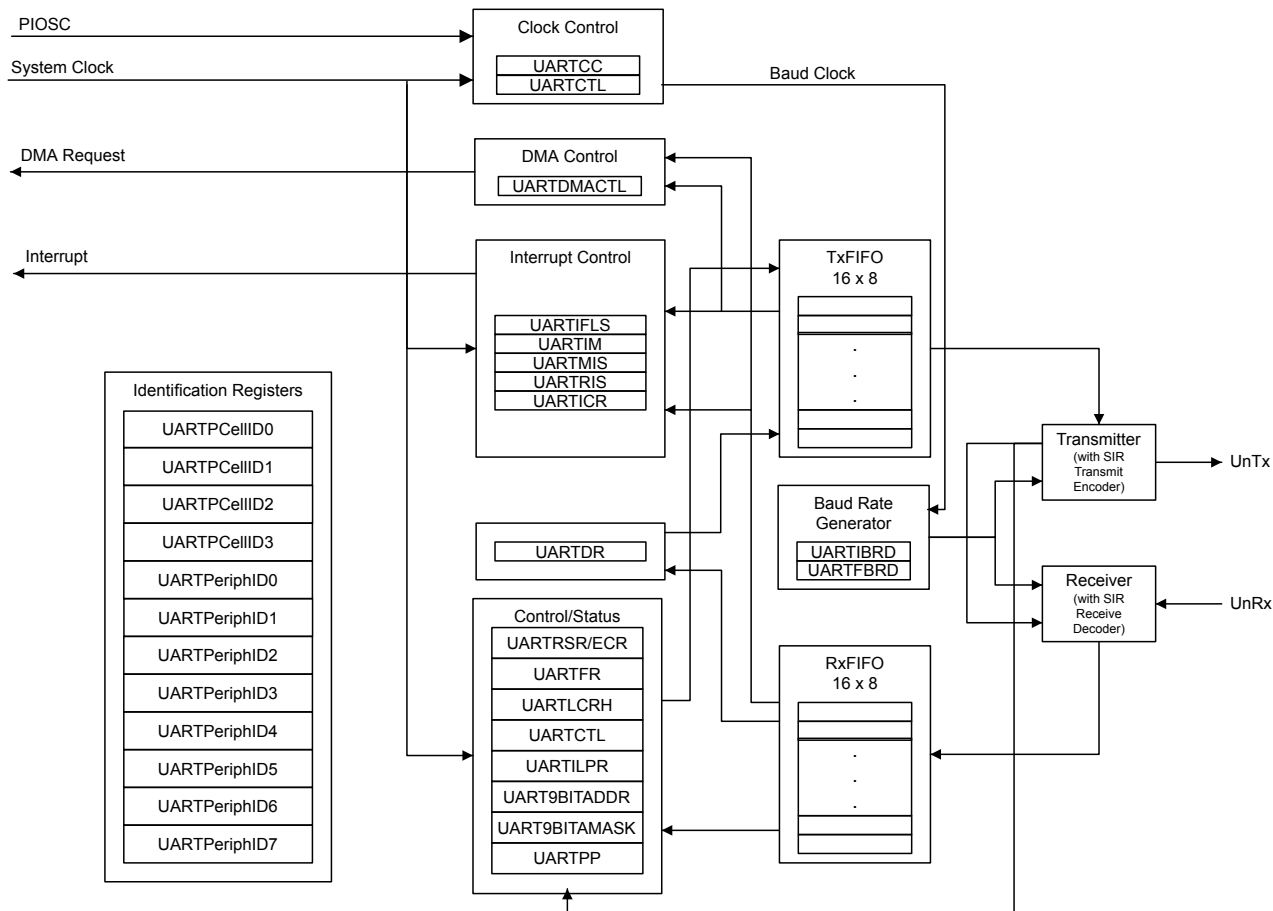 PIOSC
System Clock
Clock Control
UARTCC
UARTCTL
Baud Clock
DMA Request
DMA Control
UARTDMACTL
Interrupt
Interrupt Control
UARTIFLS
UARTIM
UARTMIS
UARTRIS
UARTICR
TxFIFO
16 x 8
.
.
.
Identification Registers
UARTPCellID0
UARTPCellID1
UARTPCellID2
UARTPCellID3
UARTPeriphID0
UARTPeriphID1
UARTPeriphID2
UARTPeriphID3
UARTPeriphID4
UARTPeriphID5
UARTPeriphID6
UARTPeriphID7
UARTDR
Baud Rate
Generator
UARTIBRD
UARTFBRD
Transmitter
(with SIR
Transmit
Encoder)
UnTx
Receiver
(with SIR
Receive
Decoder)
UnRx
Control/Status
UARTRSR/ECR
UARTFR
UARTLCRH
UARTCTL
UARTILPR
UART9BITADDR
UART9BITAMASK
UARTPP
RxFIFO
16 x 8
.
.
.